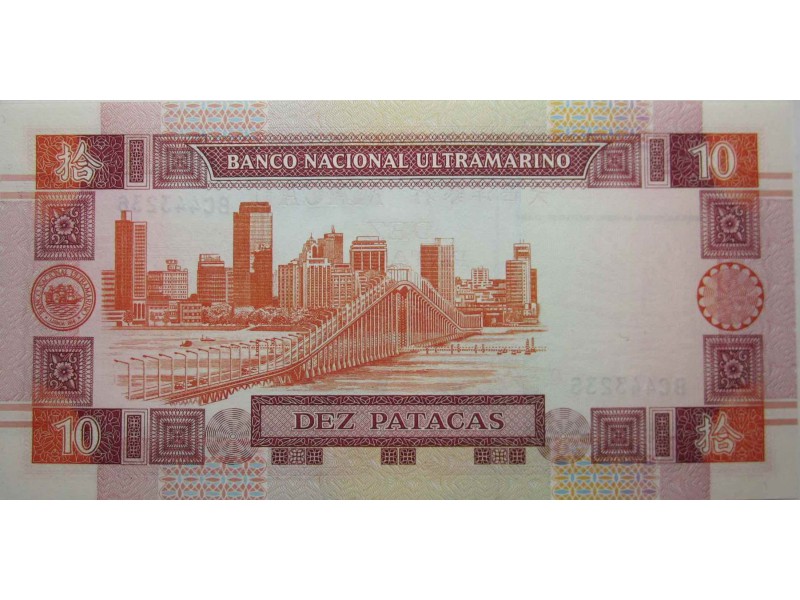 拾
BANCO NACIONAL ULTRAMARINO
10
10
DEZ PATACAS
拾